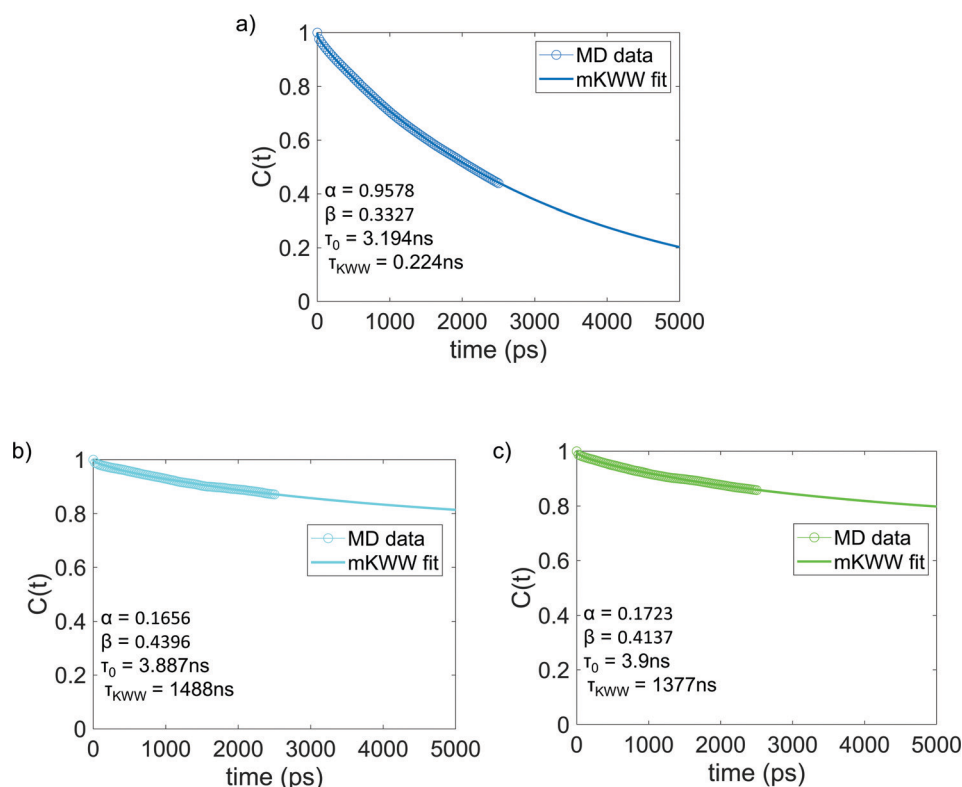 a)
1
0.8
0.6
0.4
0.2
0
C(t)
MD data
mKWW fit
α = 0.9578
β = 0.3327
τ0 = 3.194ns
τKWW = 0.224ns
0 1000 2000 3000 4000 5000
time (ps)
b)
1
0.8
0.6
0.4
0.2
0
C(t)
MD data
mKWW fit
α = 0.1656
β = 0.4396
τ0 = 3.887ns
τKWW = 1488ns
0 1000 2000 3000 4000 5000
time (ps)
c)
1
0.8
0.6
0.4
0.2
0
C(t)
MD data
mKWW fit
α = 0.1723
β = 0.4137
τ0 = 3.9ns
τKWW = 1377ns
0 1000 2000 3000 4000 5000
time (ps)